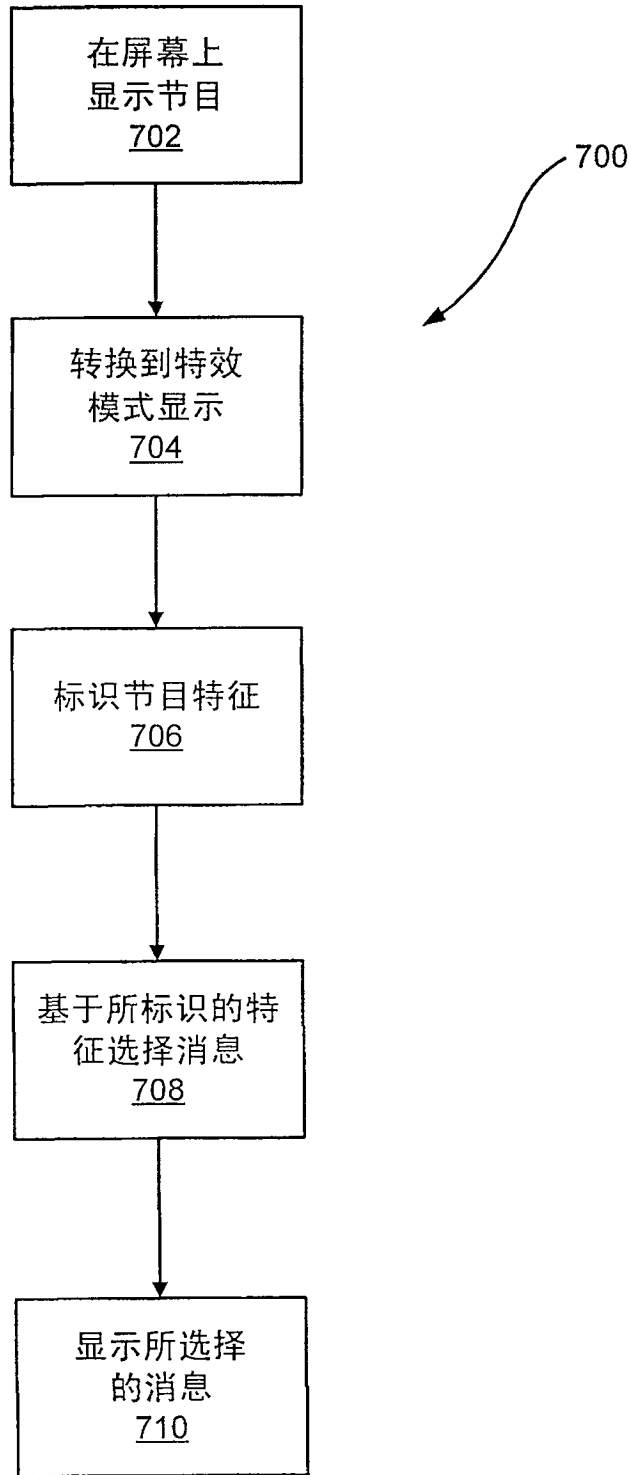 在屏幕上
显示节目
702
700
转换到特效
模式显示
704
标识节目特征
706
基于所标识的特
征选择消息
708
显示所选择
的消息
710